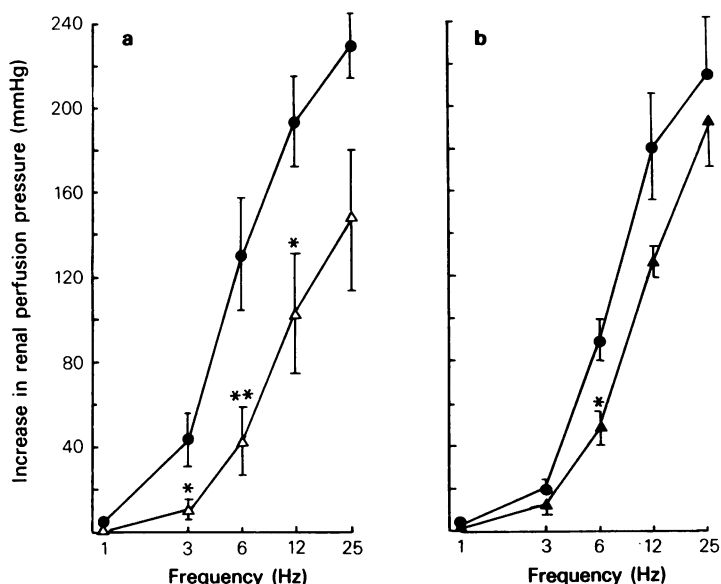 a
b
Increase in renal perfusion pressure (mmHg)
240
200
160
120
80
40
*
**
*
*
1 3 6 12 25
1 3 6 12 25
Frequency (Hz)
Frequency (Hz)